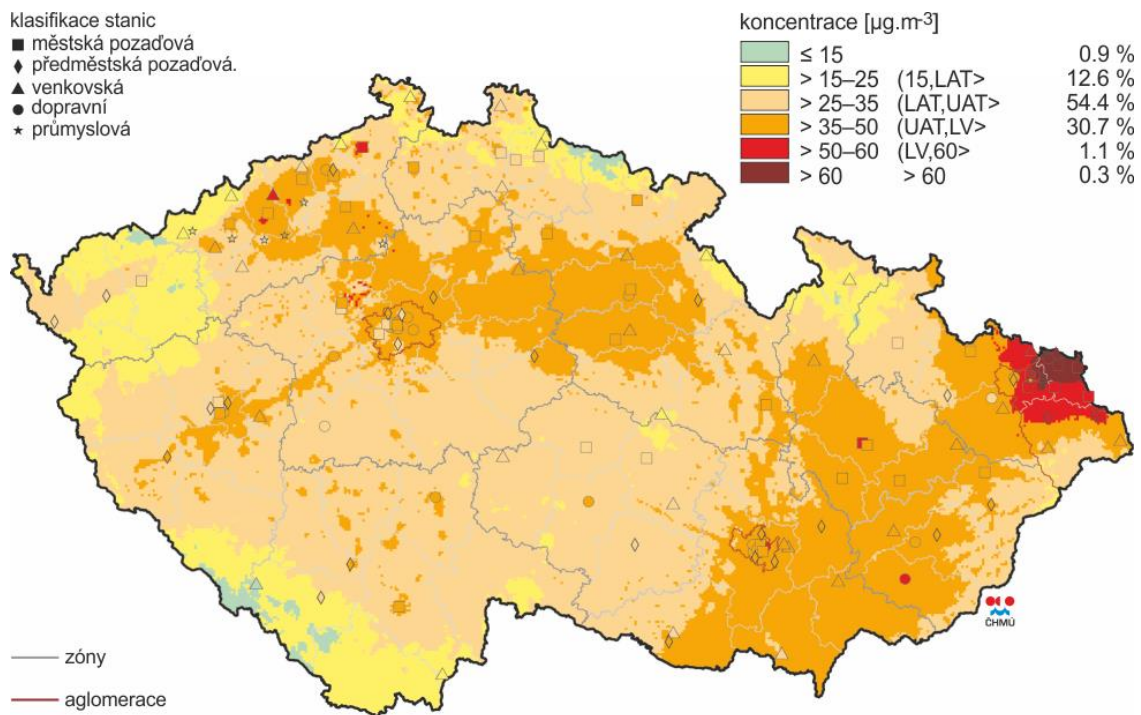 klasifikace stanic
městská pozaďová
předměstská pozaďová.
venkovská
dopravní
průmyslová
koncentrace [µg.m-3]
≤ 15 0.9 %
> 15–25 (15,LAT> 12.6 %
> 25–35 (LAT,UAT> 54.4 %
> 35–50 (UAT,LV> 30.7 %
> 50–60 (LV,60> 1.1 %
> 60 > 60 0.3 %
ČHMÚ
zóny
aglomerace